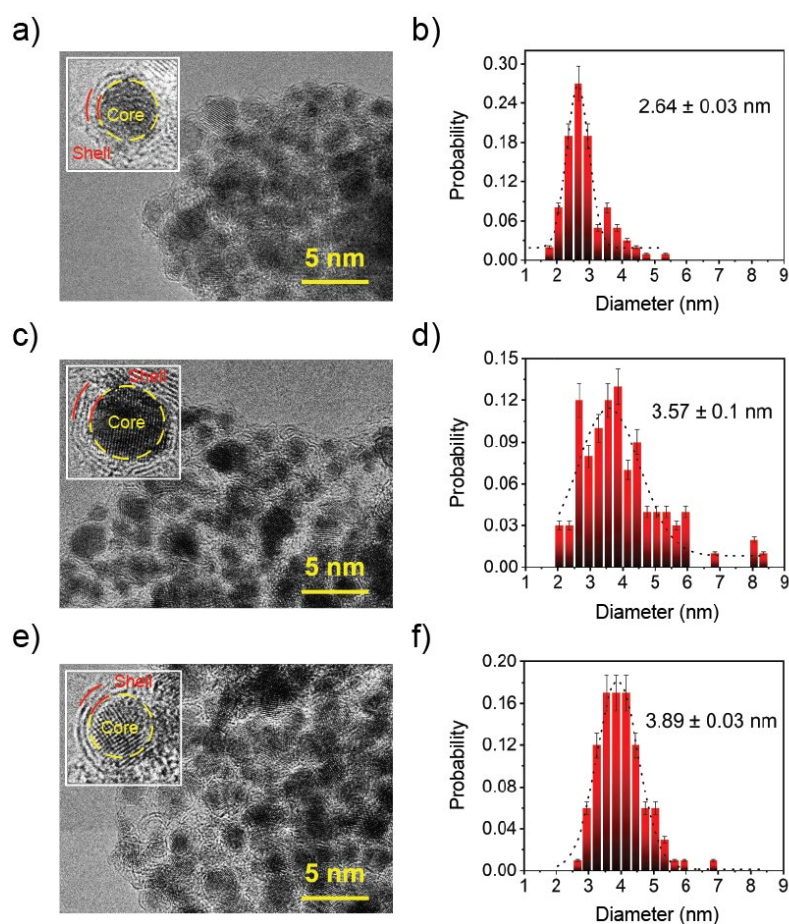 a)
Core
Shell
5 nm
b)
0.30
0.24
0.18
0.12
0.06
0.00
Probability
2.64 ± 0.03 nm
1 2 3 4 5 6 7 8 9
Diameter (nm)
c)
Shell
Core
5 nm
d)
0.15
0.12
0.09
0.06
0.03
0.00
Probability
3.57 ± 0.1 nm
1 2 3 4 5 6 7 8 9
Diameter (nm)
e)
Shell
Core
5 nm
f)
0.20
0.16
0.12
0.08
0.04
0.00
Probability
3.89 ± 0.03 nm
1 2 3 4 5 6 7 8 9
Diameter (nm)